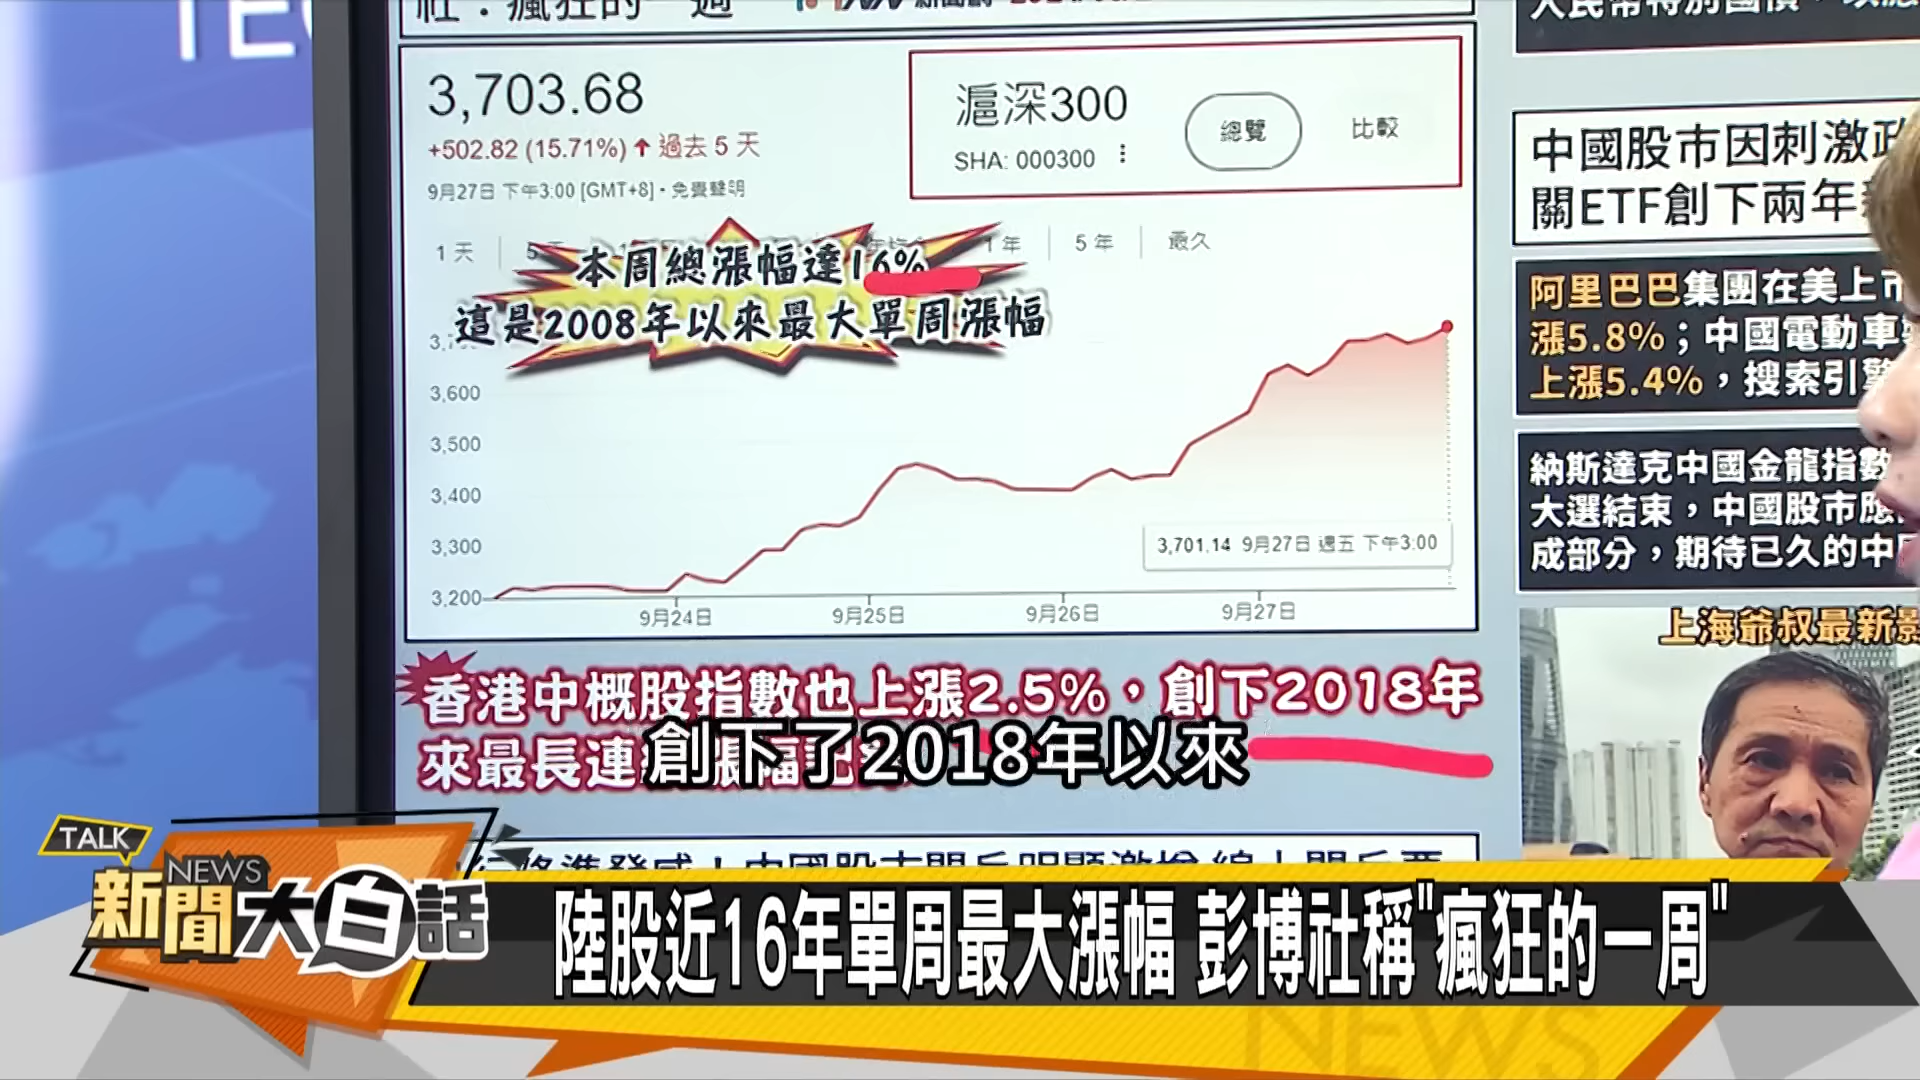 3,703.68
+502.82 (15.71%) ↑ 過去 5 天
9月27日 下午3:00 [GMT+8]・免責聲明
滬深300
SHA: 000300
總覽
比較
1 天
1 年
5 年
最久
本周總漲幅達16%
這是2008年以來最大單周漲幅
3,600
3,500
3,400
3,300
3,200
3,701.14 9月27日 週五 下午3:00
9月24日
9月25日
9月26日
9月27日
香港中概股指數也上漲2.5%，創下2018年
來最長連
創下了2018年以來
中國股市因刺激政
關ETF創下兩年
阿里巴巴集團在美上市
漲5.8%；中國電動車
上漲5.4%，搜索引擎
納斯達克中國金龍指數
大選結束，中國股市應
成部分，期待已久的中
上海爺叔最新影
TALK
NEWS
新聞大白話
陸股近16年單周最大漲幅 彭博社稱"瘋狂的一周"
NEWS